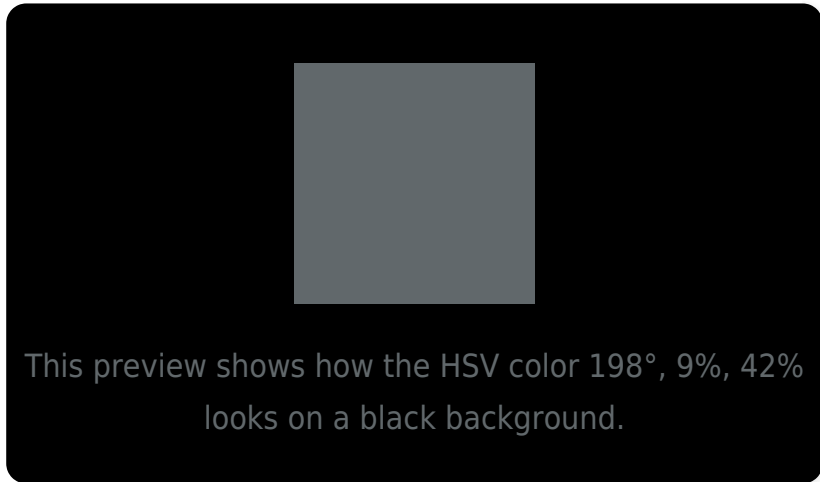 This preview shows how the HSV color 198°, 9%, 42%
looks on a black background.